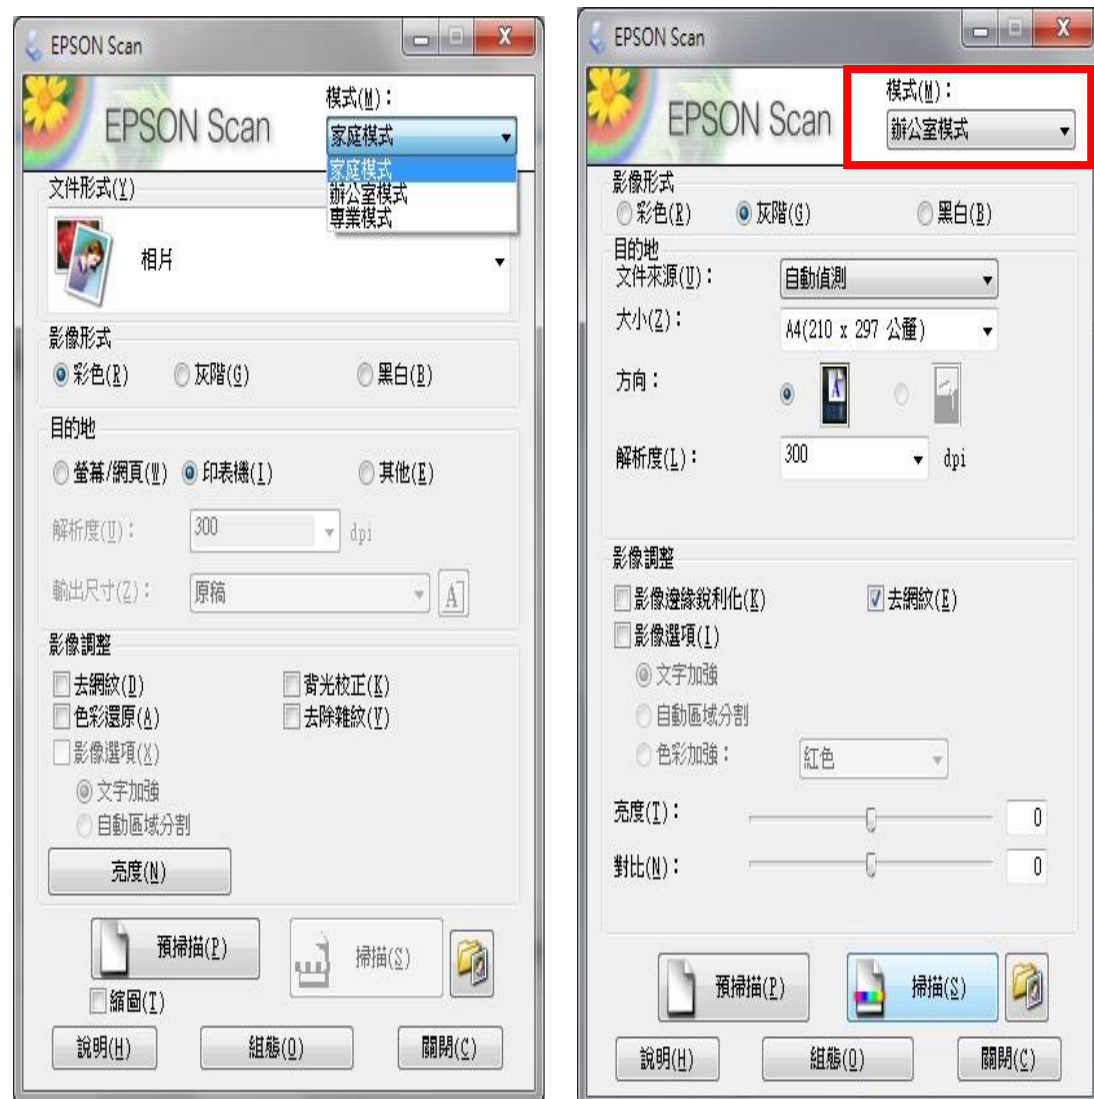 EPSON Scan
EPSON Scan
模式(M)：
家庭模式
家庭模式
辦公室模式
專業模式
文件形式(Y)
相片
影像形式
彩色(R) 灰階(G) 黑白(B)
目的地
螢幕/網頁(W) 印表機(I) 其他(E)
解析度(U)： 300 dpi
輸出尺寸(Z)： 原稿 A
影像調整
去網紋(D) 背光校正(K)
色彩還原(A) 去除雜紋(V)
影像選項(X)
文字加強
自動區域分割
亮度(N)
預掃描(P) 掃描(S)
縮圖(T)
說明(H) 組態(O) 關閉(C)
EPSON Scan
EPSON Scan
模式(M)：
辦公室模式
影像形式
彩色(R) 灰階(G) 黑白(B)
目的地
文件來源(U)： 自動偵測
大小(Z)： A4(210 x 297 公釐)
方向： A
解析度(L)： 300 dpi
影像調整
影像邊緣銳利化(K) 去網紋(E)
影像選項(I)
文字加強
自動區域分割
色彩加強： 紅色
亮度(T)： 0
對比(N)： 0
預掃描(P) 掃描(S)
說明(H) 組態(O) 關閉(C)